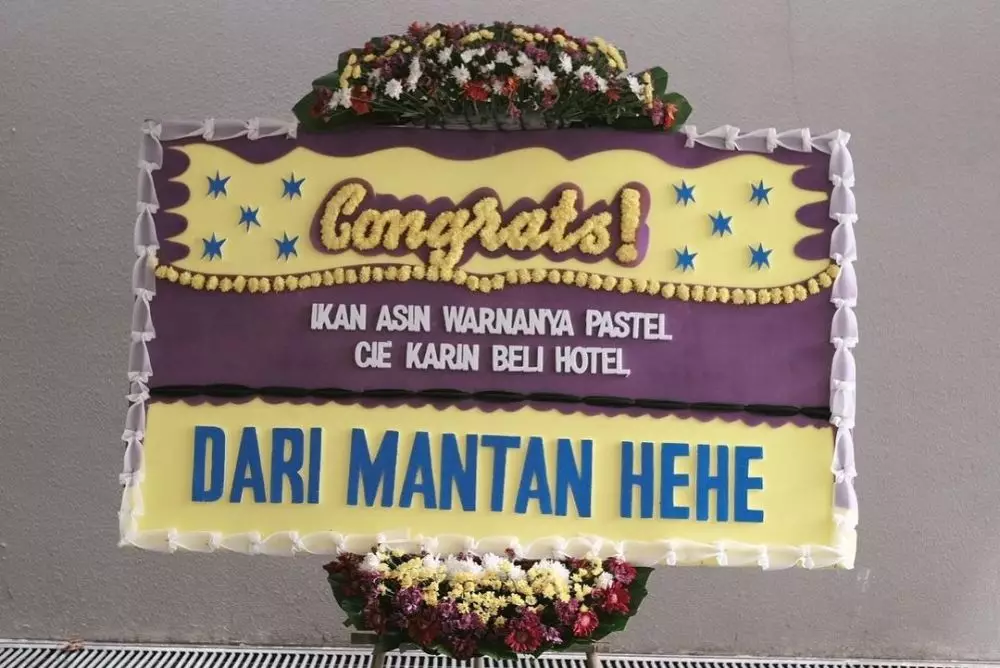 Congrats!
IKAN ASIN WARNANYA PASTEL
CIE KARIN BELI HOTEL
DARI MANTAN HEHE